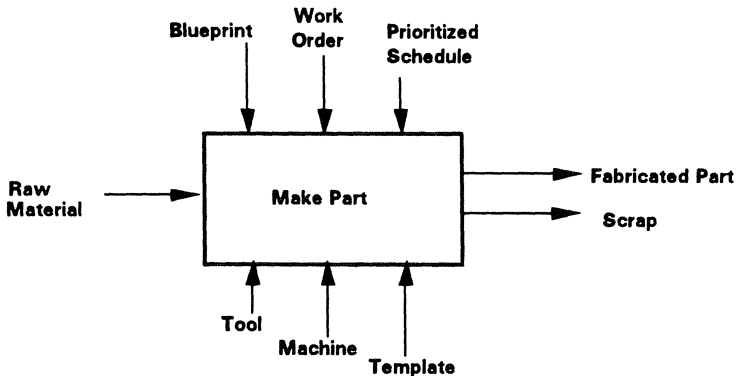 Blueprint
Work
Order
Prioritized
Schedule
Raw
Material
Make Part
Fabricated Part
Scrap
Tool
Machine
Template